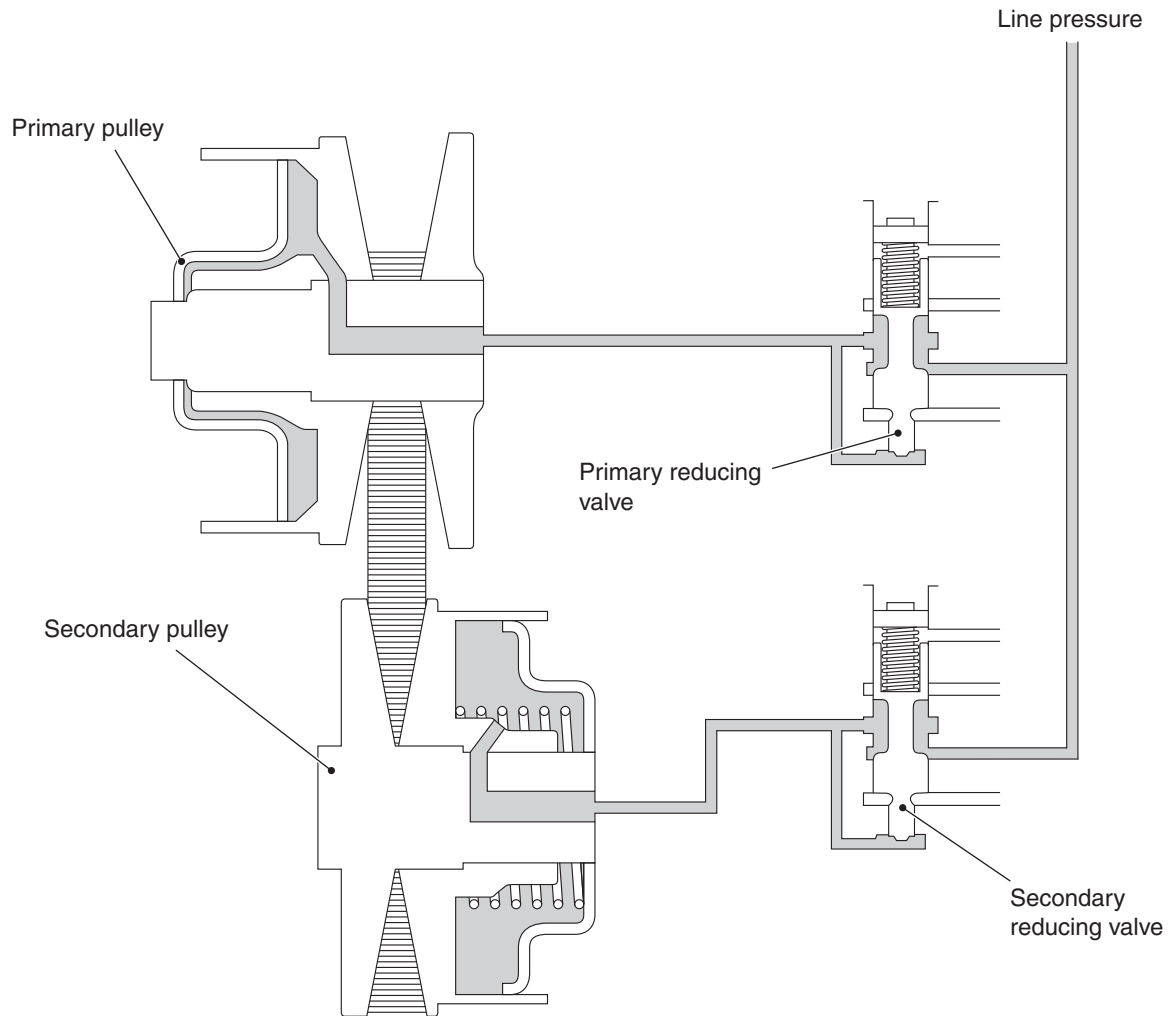 Line pressure
Primary pulley
Primary reducing
valve
Secondary pulley
Secondary
reducing valve